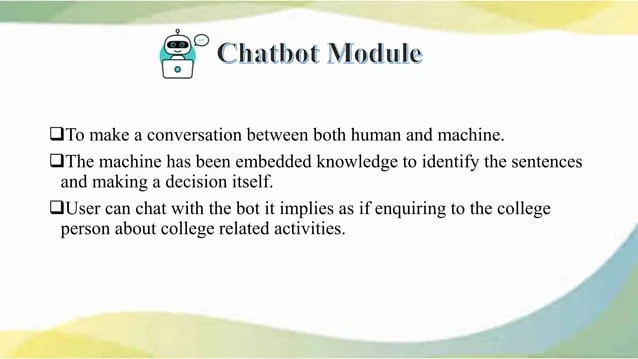 Chatbot Module
❑To make a conversation between both human and machine.
❑The machine has been embedded knowledge to identify the sentences
and making a decision itself.
❑User can chat with the bot it implies as if enquiring to the college
person about college related activities.